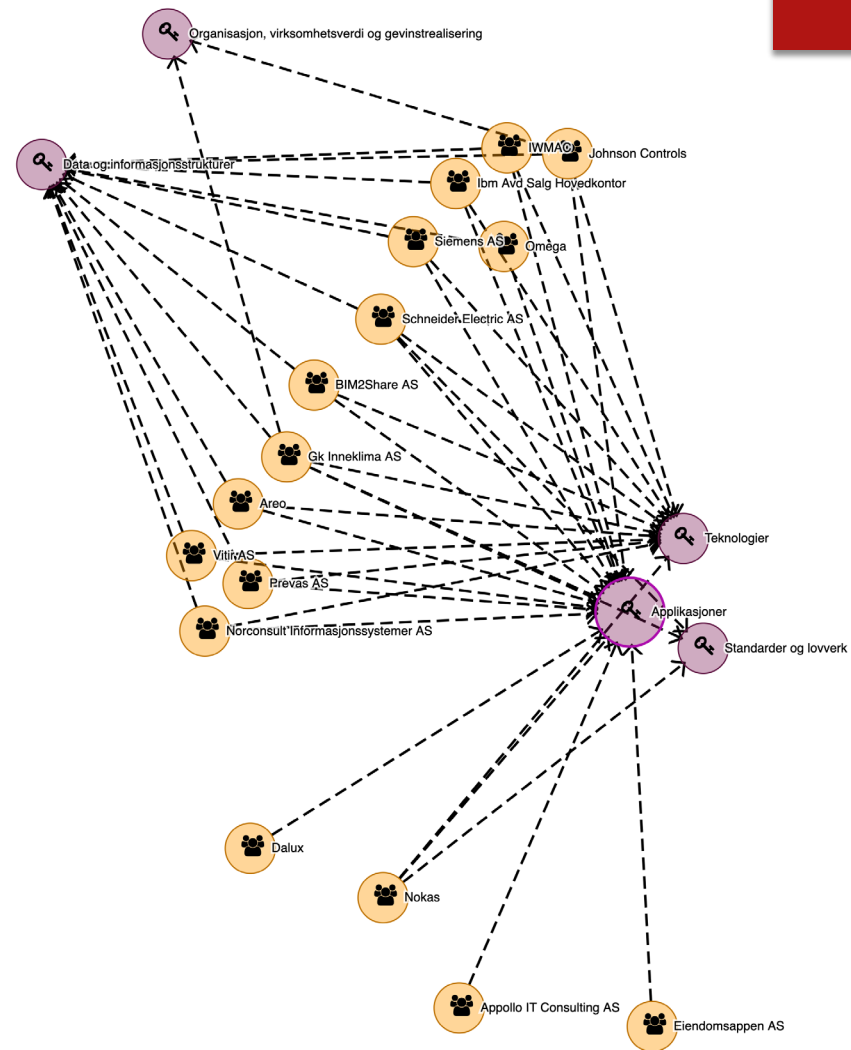 Organisasjon, virksomhetsverdi og gevinstrealisering
IWMAC
Johnson Controls
Data og informasjonsstrukturer
Ibm Avd Salg Hovedkontor
Siemens AS
Omega
Schneider Electric AS
BIM2Share AS
Gk Inneklima AS
Areo
Teknologier
Vitir AS
Prevas AS
Applikasjoner
Norconsult Informasjonssystemer AS
Standarder og lovverk
Dalux
Nokas
Appollo IT Consulting AS
Eiendomsappen AS